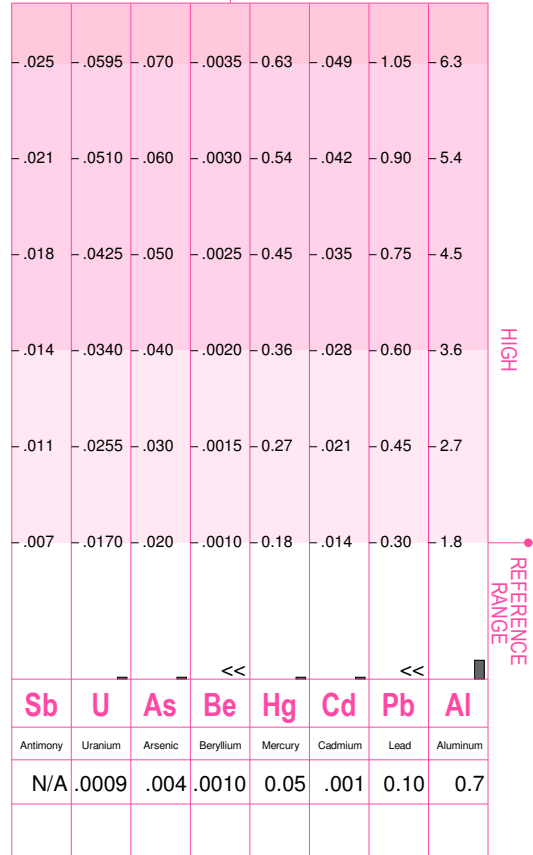 .025 .0595 .070 .0035 0.63 .049 1.05 6.3
.021 .0510 .060 .0030 0.54 .042 0.90 5.4
.018 .0425 .050 .0025 0.45 .035 0.75 4.5
.014 .0340 .040 .0020 0.36 .028 0.60 3.6
HIGH
.011 .0255 .030 .0015 0.27 .021 0.45 2.7
.007 .0170 .020 .0010 0.18 .014 0.30 1.8
REFERENCE
RANGE
<< <<
Sb U As Be Hg Cd Pb Al
Antimony Uranium Arsenic Beryllium Mercury Cadmium Lead Aluminum
N/A .0009 .004 .0010 0.05 .001 0.10 0.7